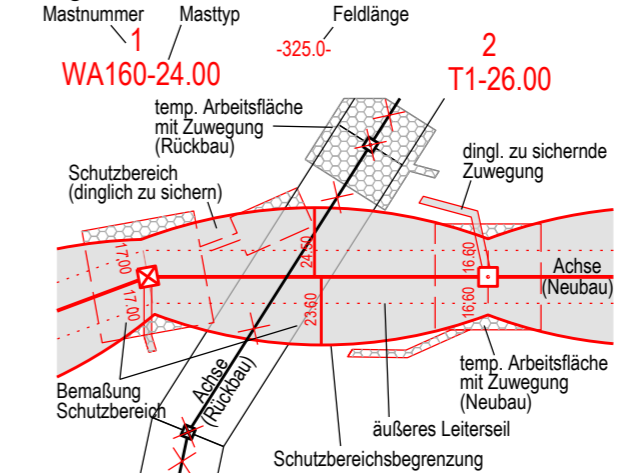 Mastnummer
Masttyp
Feldlänge
1
WA160-24.00
-325.0-
2
T1-26.00
temp. Arbeitsfläche
mit Zuwegung
(Rückbau)
dingl. zu sichernde
Zuwegung
Schutzbereich
(dinglich zu sichern)
17.00
17.00
24.50
23.60
16.60
16.60
Achse
(Neubau)
Achse
(Rückbau)
Bemaßung
Schutzbereich
temp. Arbeitsfläche
mit Zuwegung
(Neubau)
äußeres Leiterseil
Schutzbereichsbegrenzung